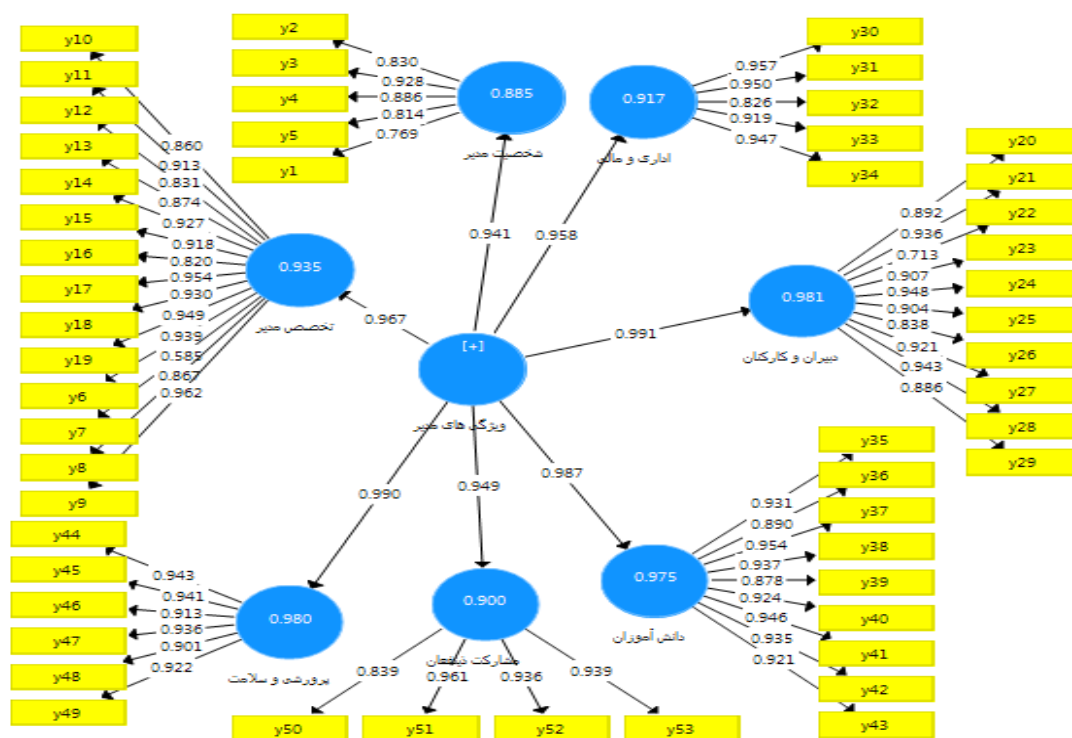 y10
y11
y12
y13
y14
y15
y16
y17
y18
y19
y6
y7
y8
y9
0.860
0.913
0.831
0.874
0.927
0.918
0.820
0.954
0.930
0.949
0.939
0.585
0.867
0.962
0.935
تخصص مدیر
y2
y3
y4
y5
y1
0.830
0.928
0.886
0.814
0.769
0.885
شخصیت مدیر
0.917
اداری و مالی
0.957
0.950
0.826
0.919
0.947
y30
y31
y32
y33
y34
0.941
0.958
0.967
0.991
[+]
ویژگی های مدیر
0.990
0.949
0.987
0.981
دبیران و کارکنان
0.892
0.936
0.713
0.907
0.948
0.904
0.838
0.921
0.943
0.886
y20
y21
y22
y23
y24
y25
y26
y27
y28
y29
y44
y45
y46
y47
y48
y49
0.943
0.941
0.913
0.936
0.901
0.922
0.980
پرورشی و سلامت
0.900
مشارکت ذینفعان
0.839
0.961
0.936
0.939
y50
y51
y52
y53
0.975
دانش آموزان
0.931
0.890
0.954
0.937
0.878
0.924
0.946
0.935
0.921
y35
y36
y37
y38
y39
y40
y41
y42
y43